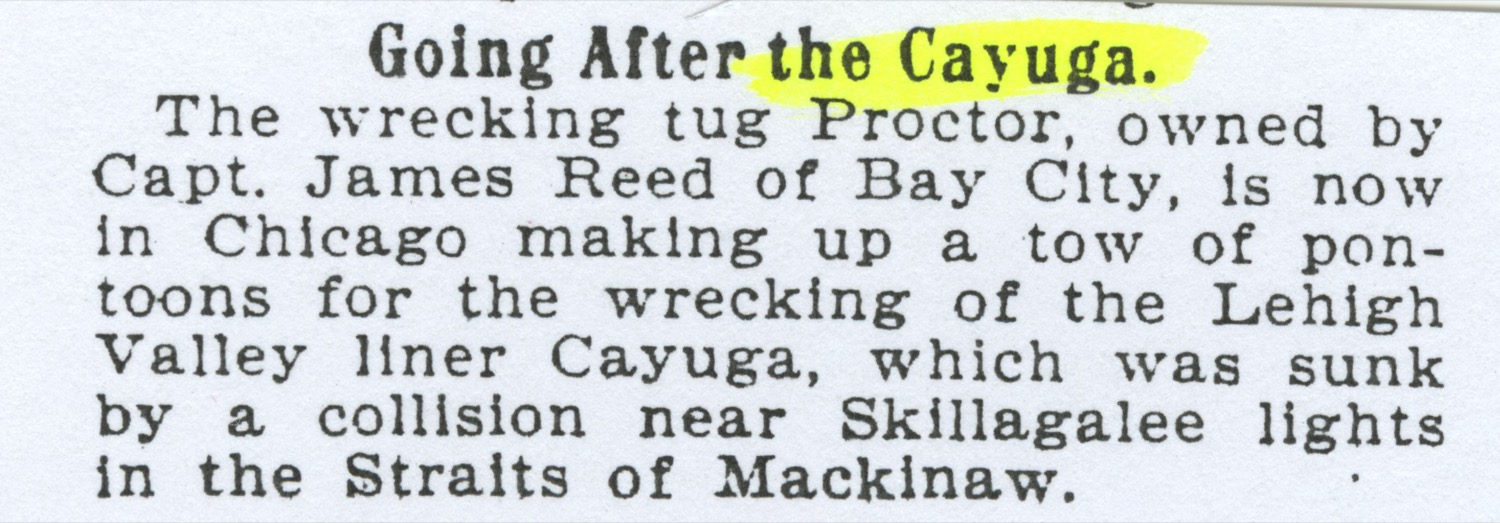 Going After the Cayuga.
The wrecking tug Proctor, owned by
Capt. James Reed of Bay City, is now
in Chicago making up a tow of pon-
toons for the wrecking of the Lehigh
Valley liner Cayuga, which was sunk
by a collision near Skillagalee lights
in the Straits of Mackinaw.